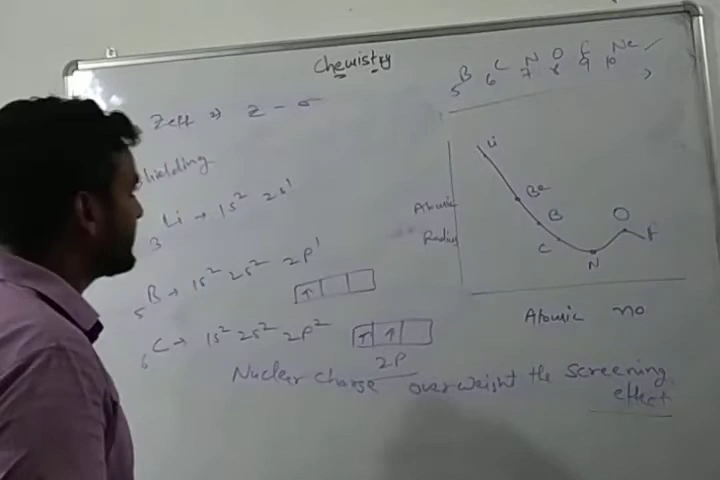 Chemistry
5B 6C 7N 8O 9F 10Ne
Zeff ⇒ Z - σ
Shielding
3Li → 1s² 2s¹
5B → 1s² 2s² 2p¹
↑
6C → 1s² 2s² 2p²
↑ ↑
2p
Nuclear charge overweight the screening
effect
Atomic
Radius
Li
Be
B
C
N
O
F
Atomic no